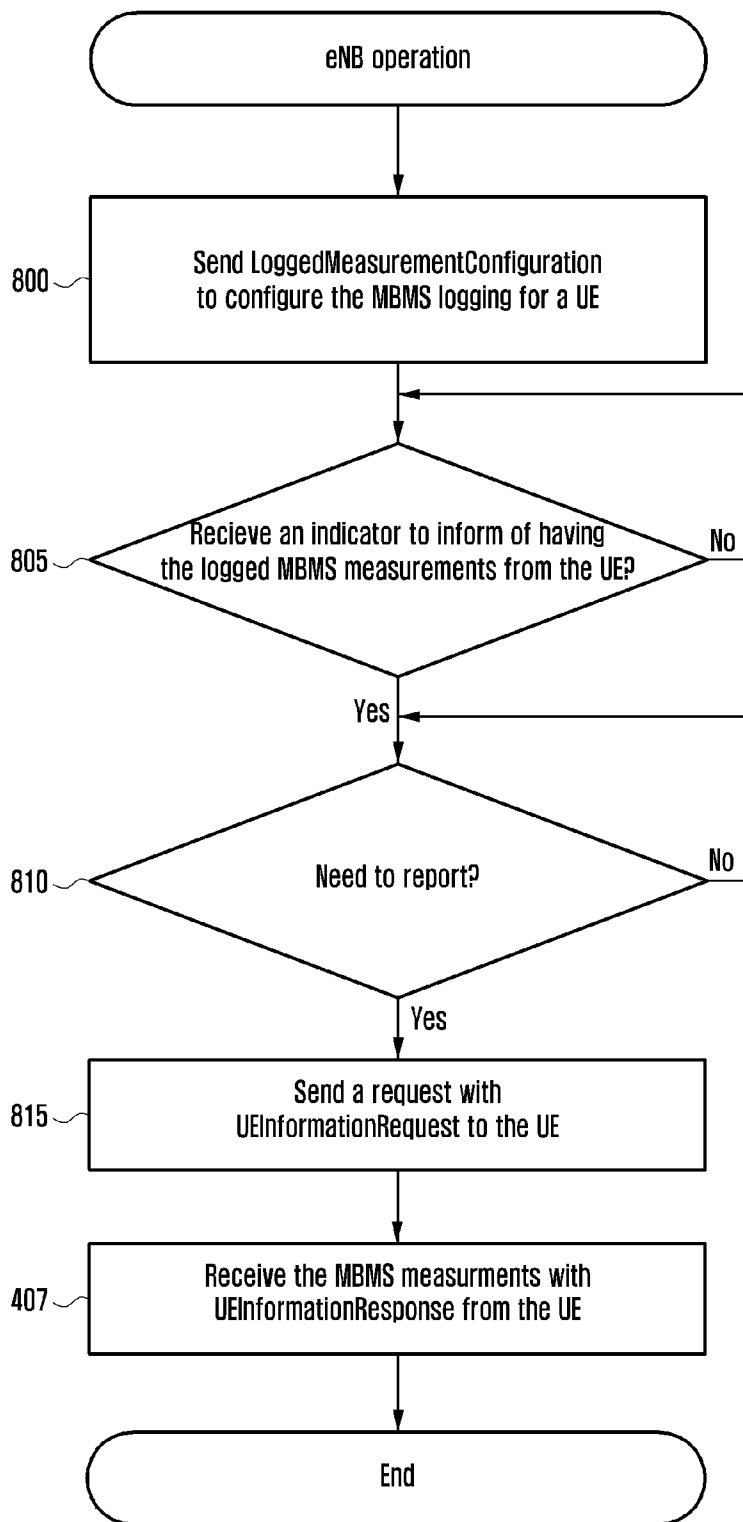 eNB operation
800
Send LoggedMeasurementConfiguration
to configure the MBMS logging for a UE
805
Recieve an indicator to inform of having
the logged MBMS measurements from the UE?
No
Yes
810
Need to report?
No
Yes
815
Send a request with
UEInformationRequest to the UE
407
Receive the MBMS measurments with
UEInformationResponse from the UE
End